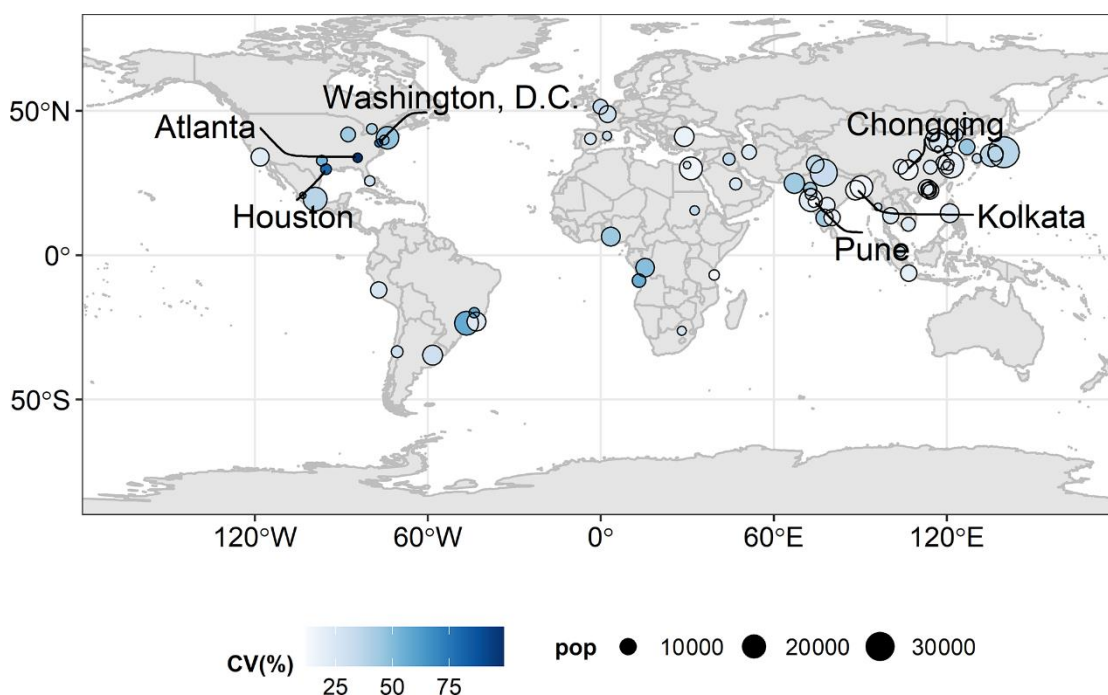 Washington, D.C.
50°N
Atlanta
Chongqing
Houston
Kolkata
Pune
0°
50°S
120°W 60°W 0° 60°E 120°E
CV(%) 25 50 75
pop 10000 20000 30000